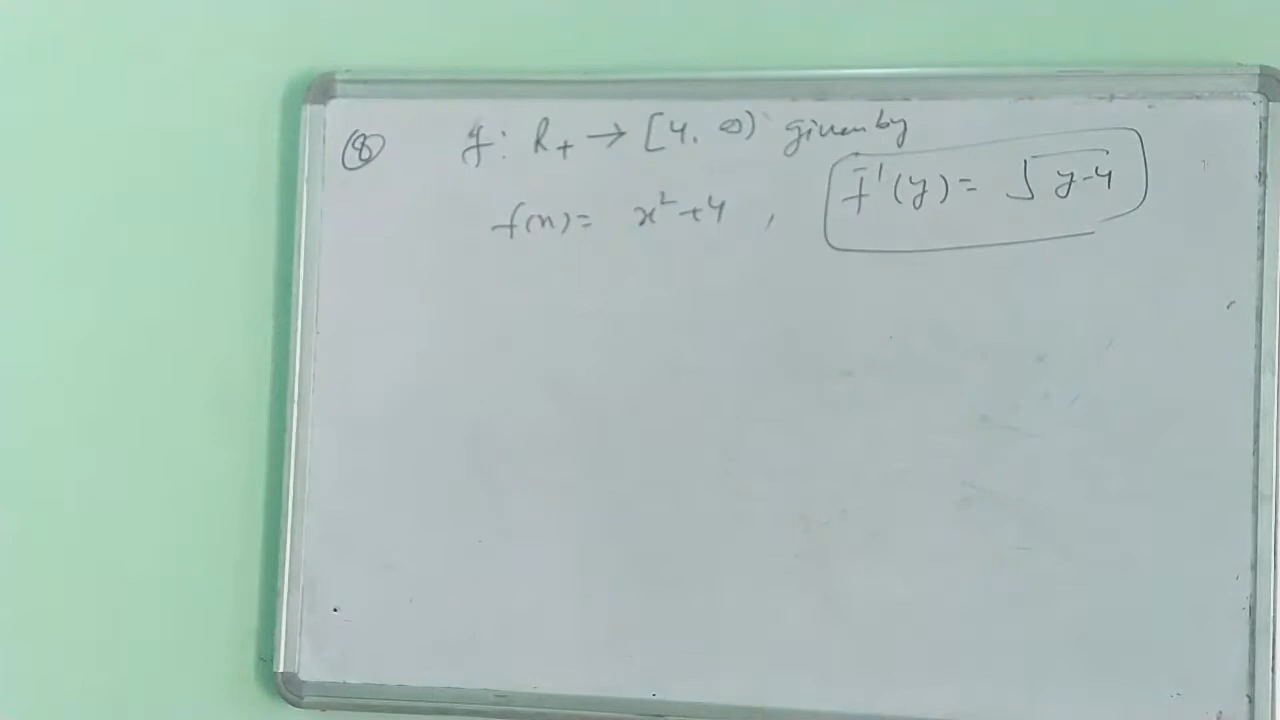 ⑧ f: R₊ → [4, ∞) given by
f(x) = x² + 4 , f⁻¹(y) = √(y-4)